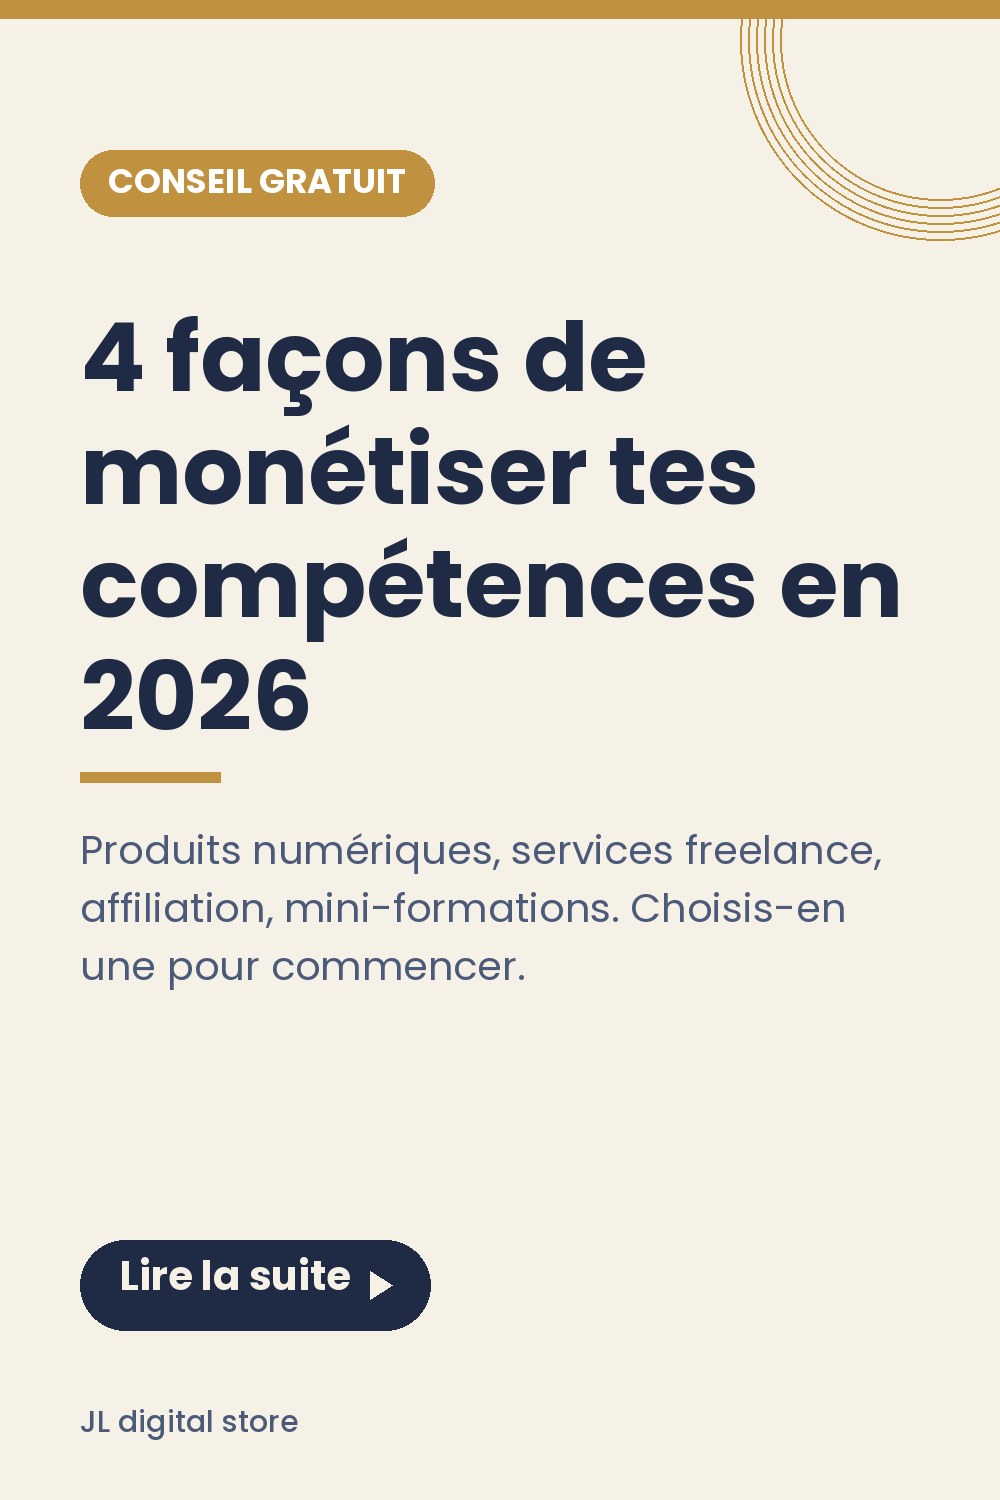 CONSEIL GRATUIT
4 façons de
monétiser tes
compétences en
2026
Produits numériques, services freelance,
affiliation, mini-formations. Choisis-en
une pour commencer.
Lire la suite
JL digital store